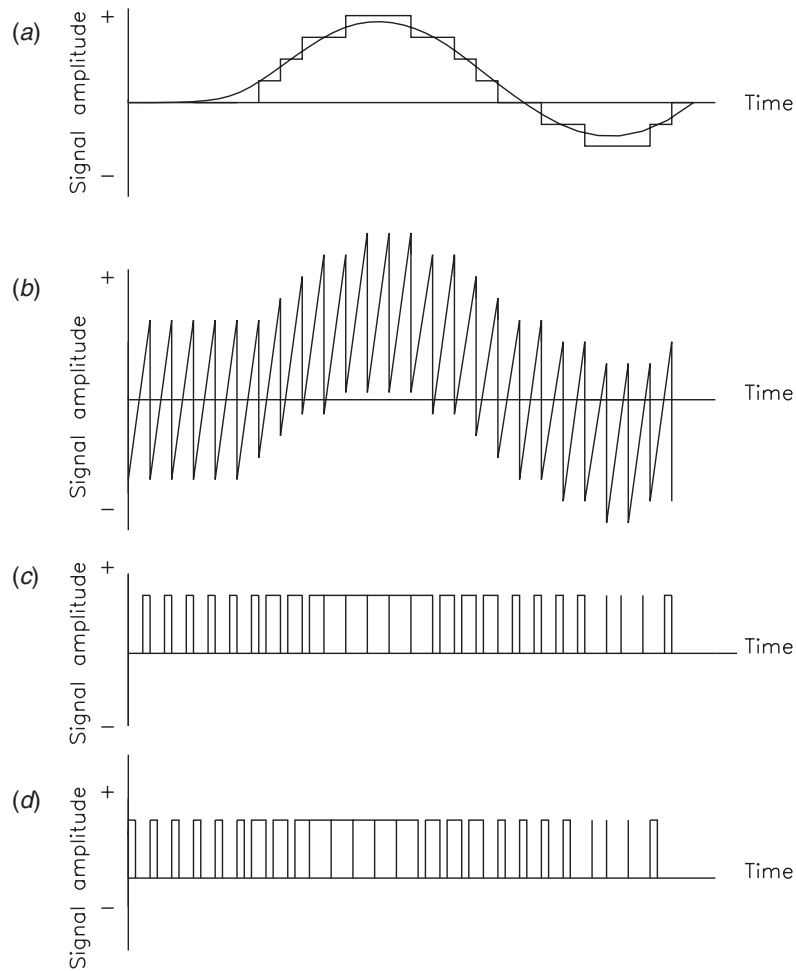 (a)
Signal amplitude
+
−
Time
(b)
Signal amplitude
+
−
Time
(c)
Signal amplitude
+
−
Time
(d)
Signal amplitude
+
−
Time